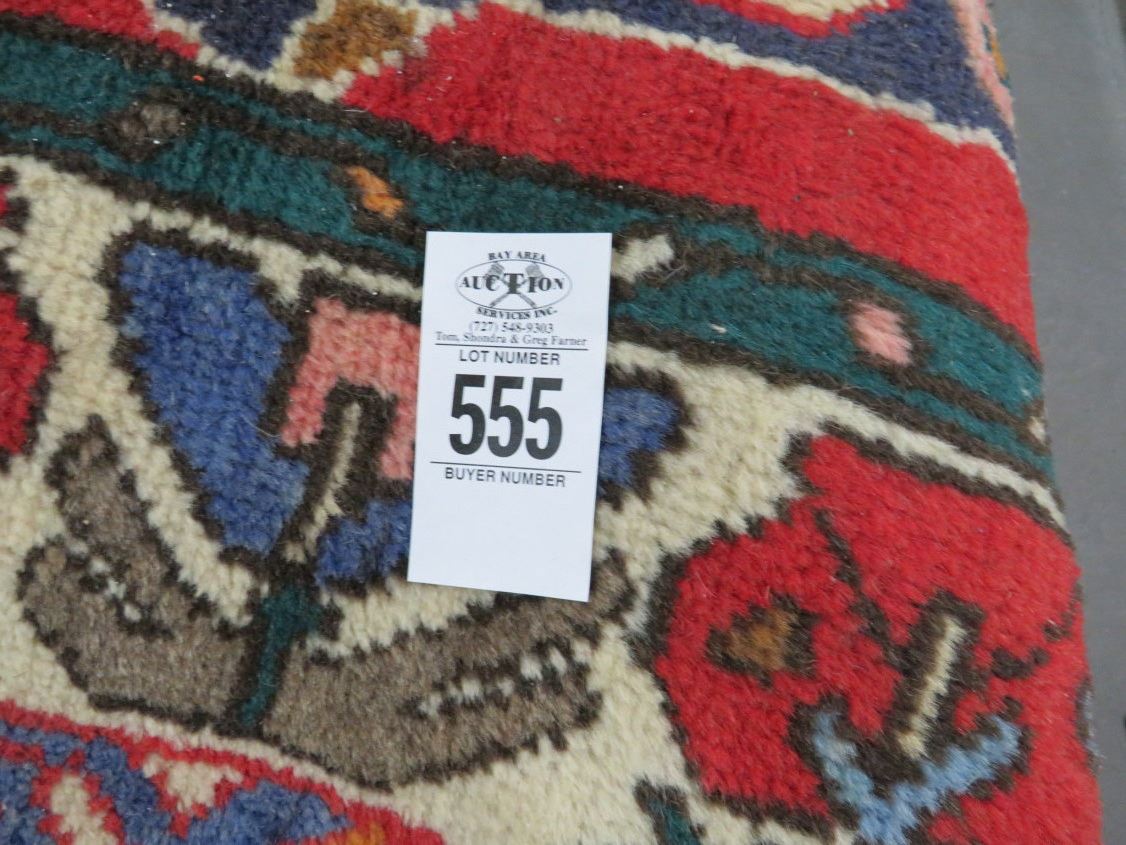 BAY AREA
AUCTION
SERVICES INC.
(727) 548-9303
Tom, Shondra & Greg Farner
LOT NUMBER
555
BUYER NUMBER